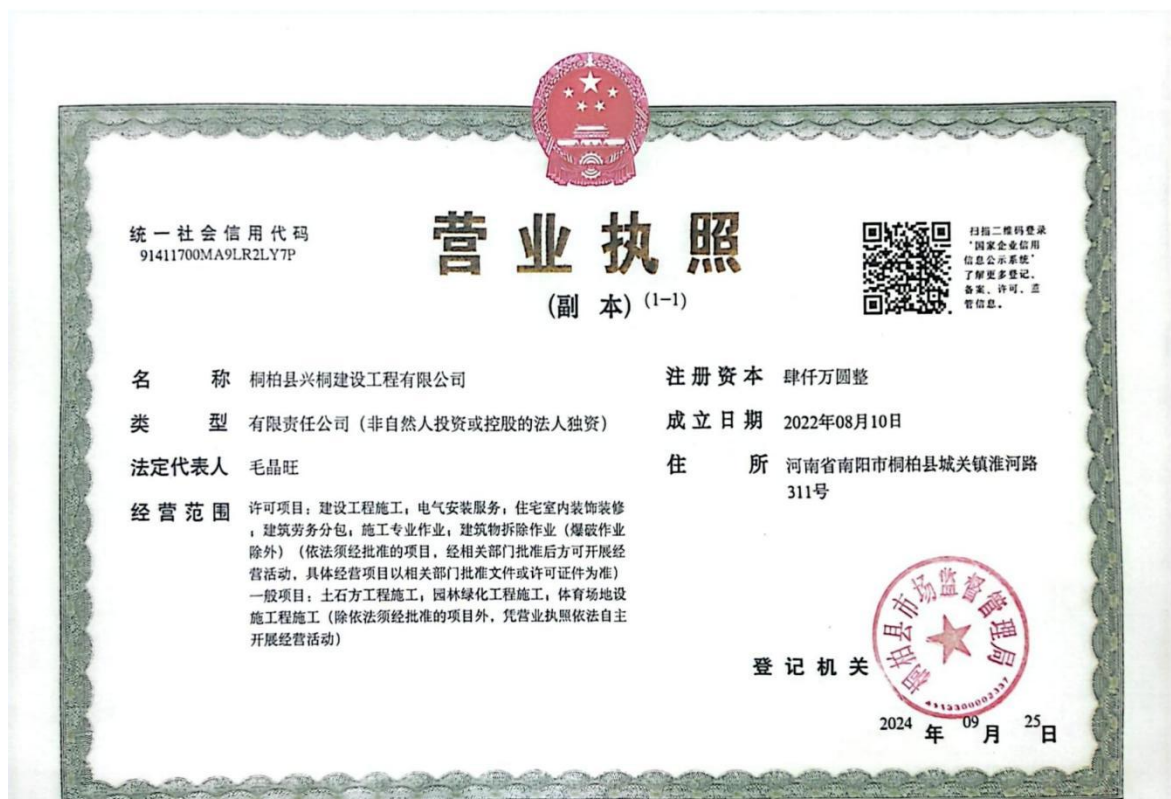 统一社会信用代码
91411700MA9LR2LY7P
营业执照
(副 本) (1-1)
扫描二维码登录
‘国家企业信用
信息公示系统’
了解更多登记、
备案、许可、监
管信息。
名 称 桐柏县兴桐建设工程有限公司
类 型 有限责任公司（非自然人投资或控股的法人独资）
法定代表人 毛晶旺
经营范围 许可项目：建设工程施工；电气安装服务；住宅室内装饰装修
；建筑劳务分包；施工专业作业；建筑物拆除作业（爆破作业
除外）（依法须经批准的项目，经相关部门批准后方可开展经
营活动，具体经营项目以相关部门批准文件或许可证件为准）
一般项目：土石方工程施工；园林绿化工程施工；体育场地设
施工程施工（除依法须经批准的项目外，凭营业执照依法自主
开展经营活动）
注册资本 肆仟万圆整
成立日期 2022年08月10日
住 所 河南省南阳市桐柏县城关镇淮河路
311号
登记机关
桐柏县市场监督管理局
4113300002337
2024 年 09 月 25 日